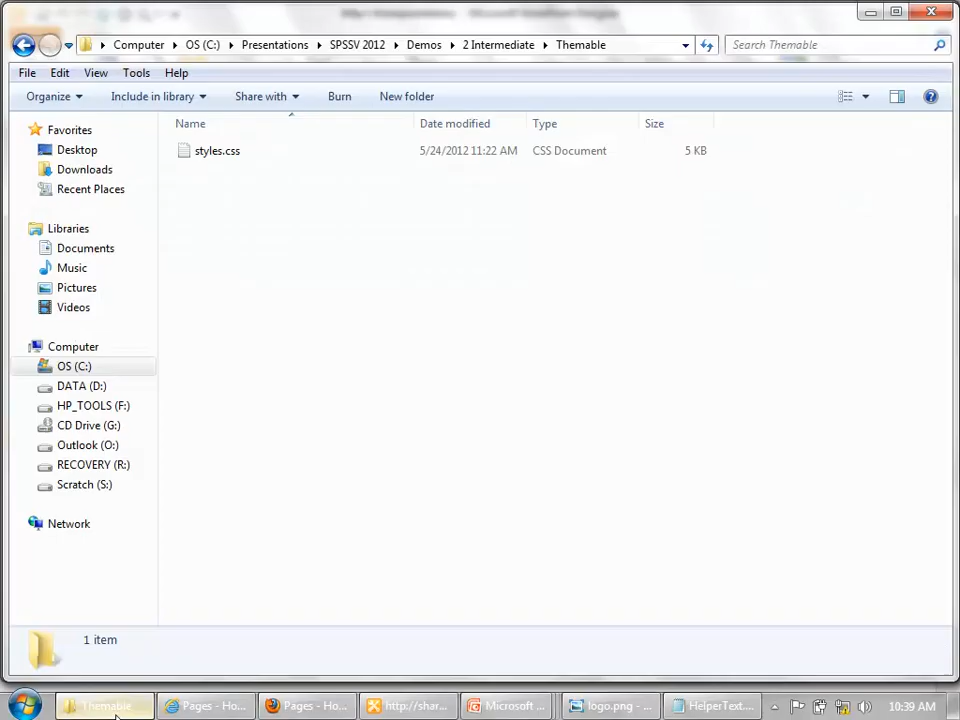 Computer OS (C:) Presentations SPSSV 2012 Demos 2 Intermediate Themable Search Themable
File Edit View Tools Help
Organize Include in library Share with Burn New folder
Name Date modified Type Size
styles.css 5/24/2012 11:22 AM CSS Document 5 KB
Favorites
Desktop
Downloads
Recent Places
Libraries
Documents
Music
Pictures
Videos
Computer
OS (C:)
DATA (D:)
HP_TOOLS (F:)
CD Drive (G:)
Outlook (O:)
RECOVERY (R:)
Scratch (S:)
Network
1 item
Themable Pages - Ho... Pages - Ho... http://shar... Microsoft ... logo.png - ... HelperText... 10:39 AM